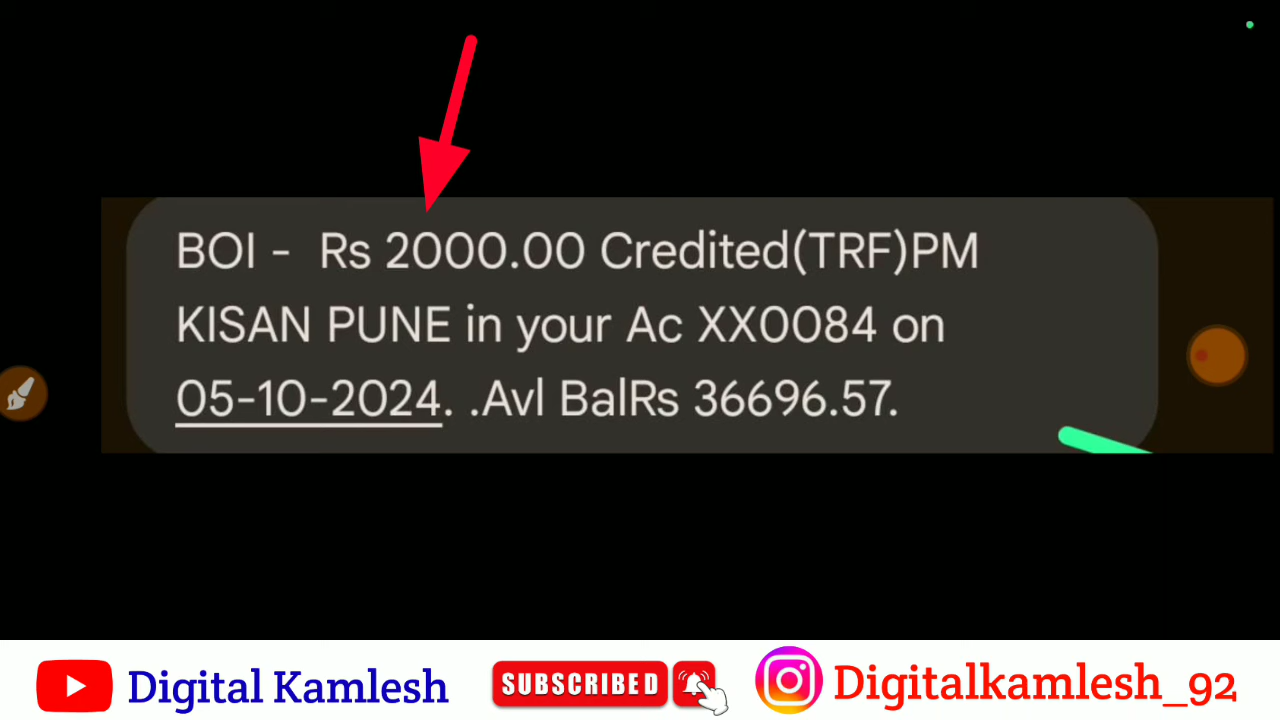 BOI - Rs 2000.00 Credited(TRF)PM
KISAN PUNE in your Ac XX0084 on
05-10-2024. .Avl BalRs 36696.57.
Digital Kamlesh
SUBSCRIBED
Digitalkamlesh_92